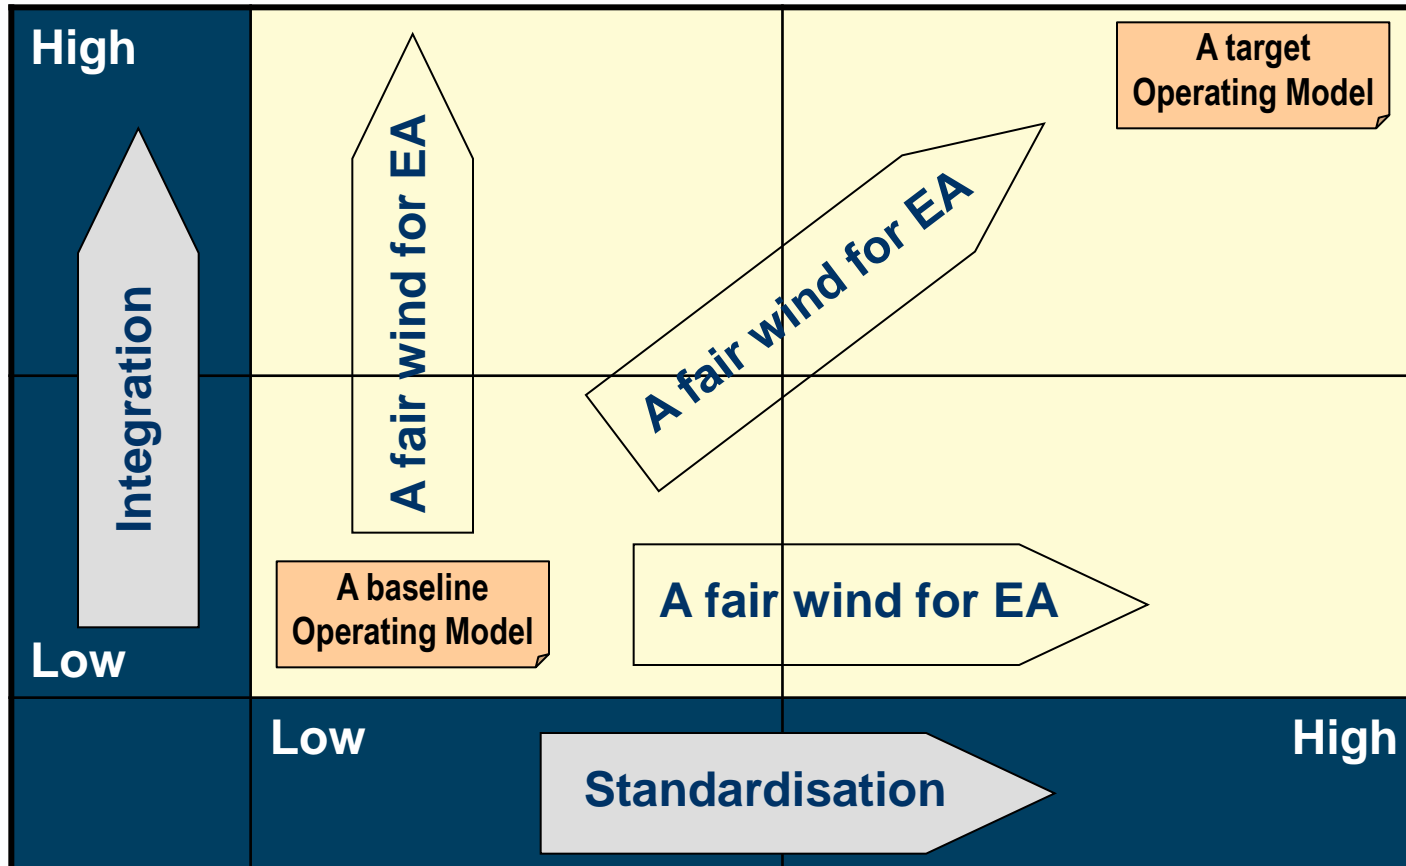 High
A target
Operating Model
A fair wind for EA
A fair wind for EA
Integration
A baseline
Operating Model
A fair wind for EA
Low
Low
High
Standardisation